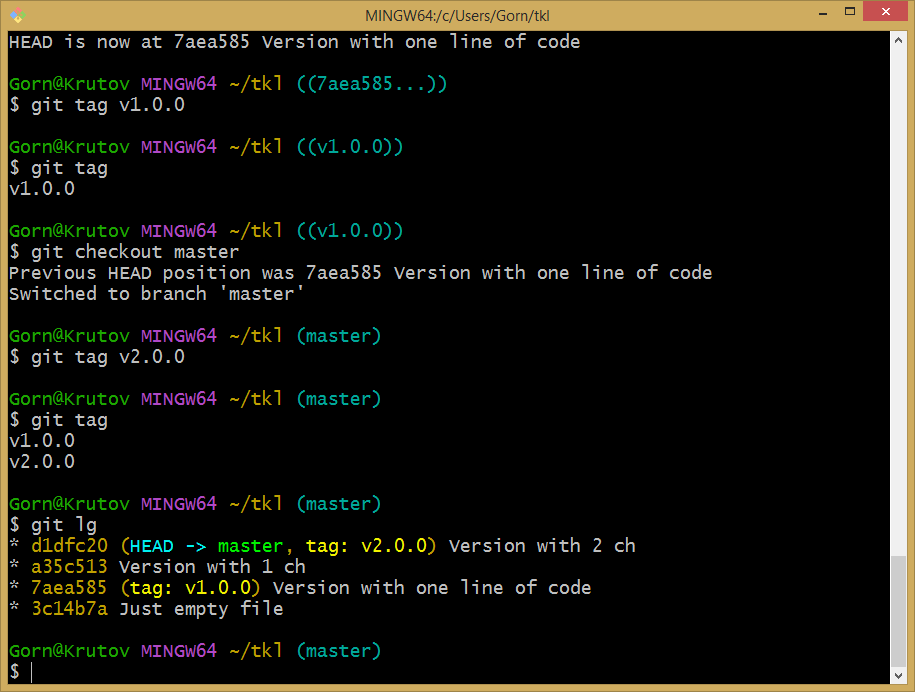 MINGW64:/c/Users/Gorn/tkl
HEAD is now at 7aea585 Version with one line of code
Gorn@Krutov MINGW64 ~/tkl ((7aea585...))
$ git tag v1.0.0
Gorn@Krutov MINGW64 ~/tkl ((v1.0.0))
$ git tag
v1.0.0
Gorn@Krutov MINGW64 ~/tkl ((v1.0.0))
$ git checkout master
Previous HEAD position was 7aea585 Version with one line of code
Switched to branch 'master'
Gorn@Krutov MINGW64 ~/tkl (master)
$ git tag v2.0.0
Gorn@Krutov MINGW64 ~/tkl (master)
$ git tag
v1.0.0
v2.0.0
Gorn@Krutov MINGW64 ~/tkl (master)
$ git lg
* d1dfc20 (HEAD -> master, tag: v2.0.0) Version with 2 ch
* a35c513 Version with 1 ch
* 7aea585 (tag: v1.0.0) Version with one line of code
* 3c14b7a Just empty file
Gorn@Krutov MINGW64 ~/tkl (master)
$